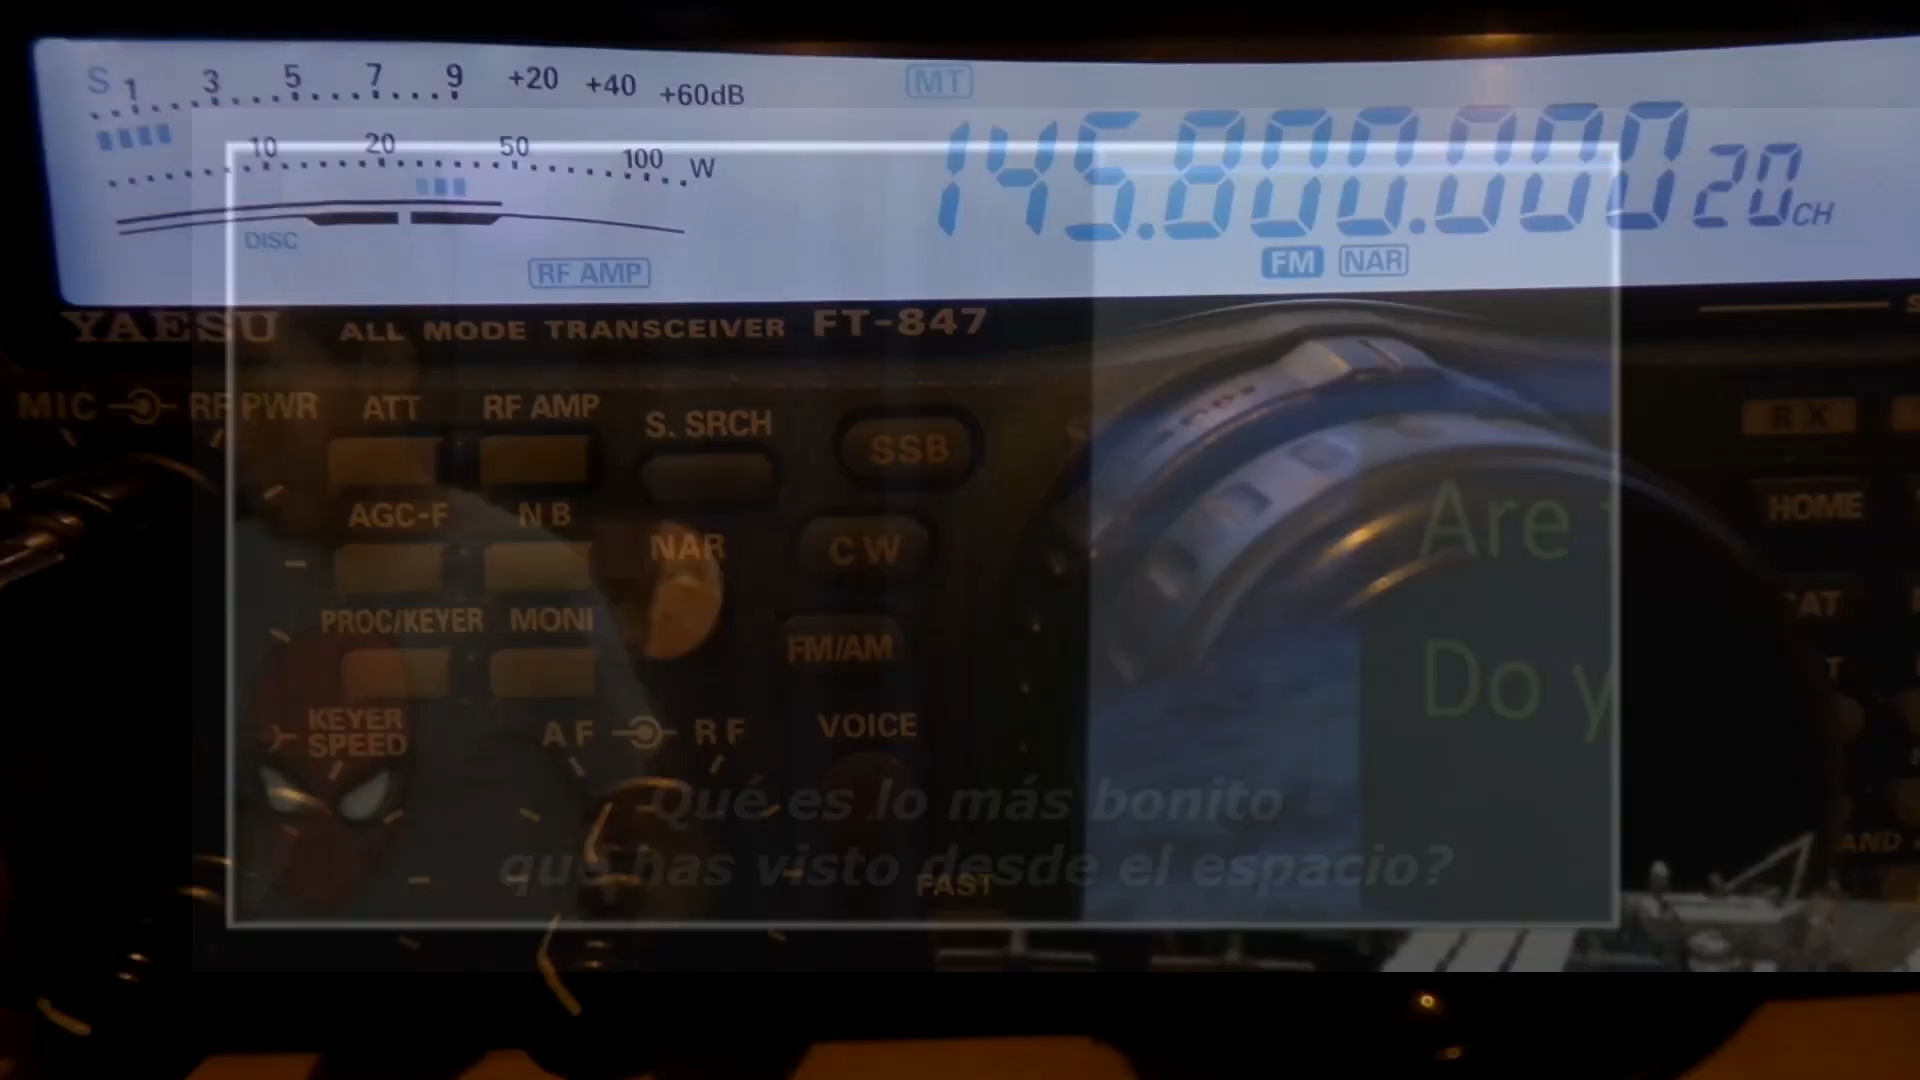 S 1 3 5 7 9 +20 +40 +60dB
MT
10 20 50 100 W
145.800.000 20CH
DISC
RF AMP
FM NAR
YAESU ALL MODE TRANSCEIVER FT-847
MIC RF PWR ATT RF AMP S. SRCH
SSB
RX
AGC-F NB
HOME
Are
NAR
CW
PROC/KEYER MONI
FM/AM
Do
KEYER
SPEED
AF RF
VOICE
Qué es lo más bonito
que has visto desde el espacio?
FAST